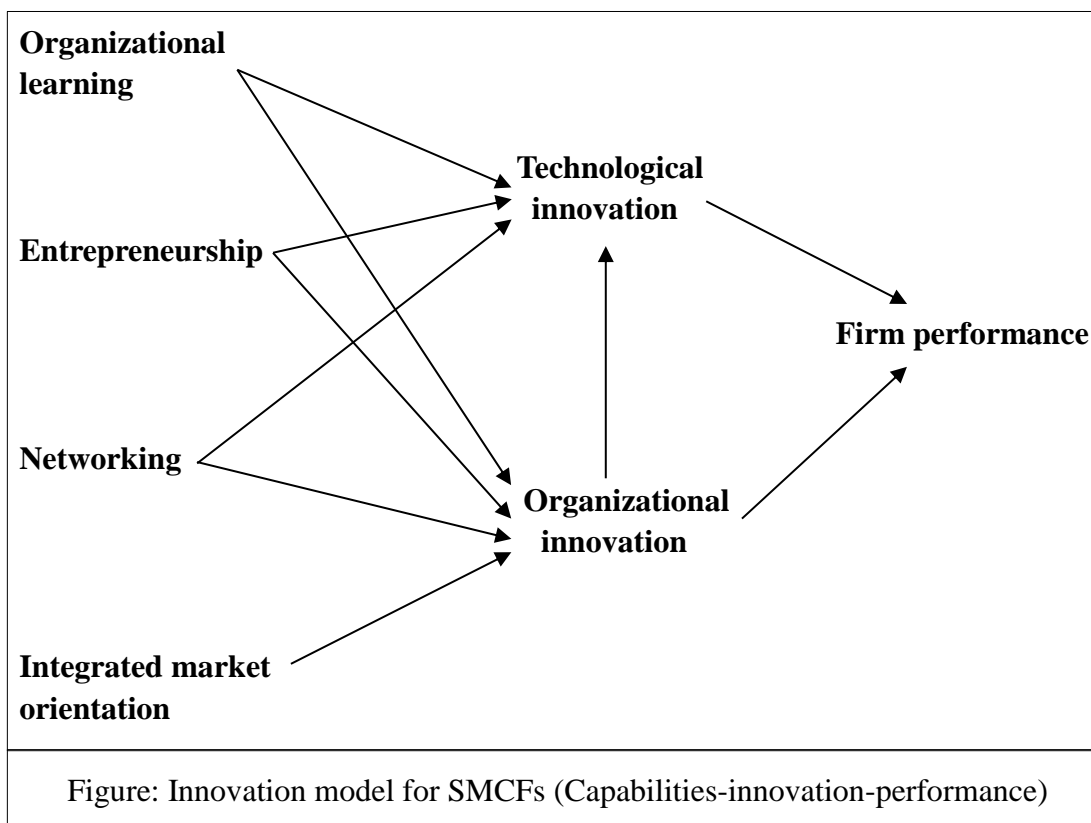 Organizational
learning
Technological
innovation
Entrepreneurship
Firm performance
Networking
Organizational
innovation
Integrated market
orientation
Figure: Innovation model for SMCFs (Capabilities-innovation-performance)